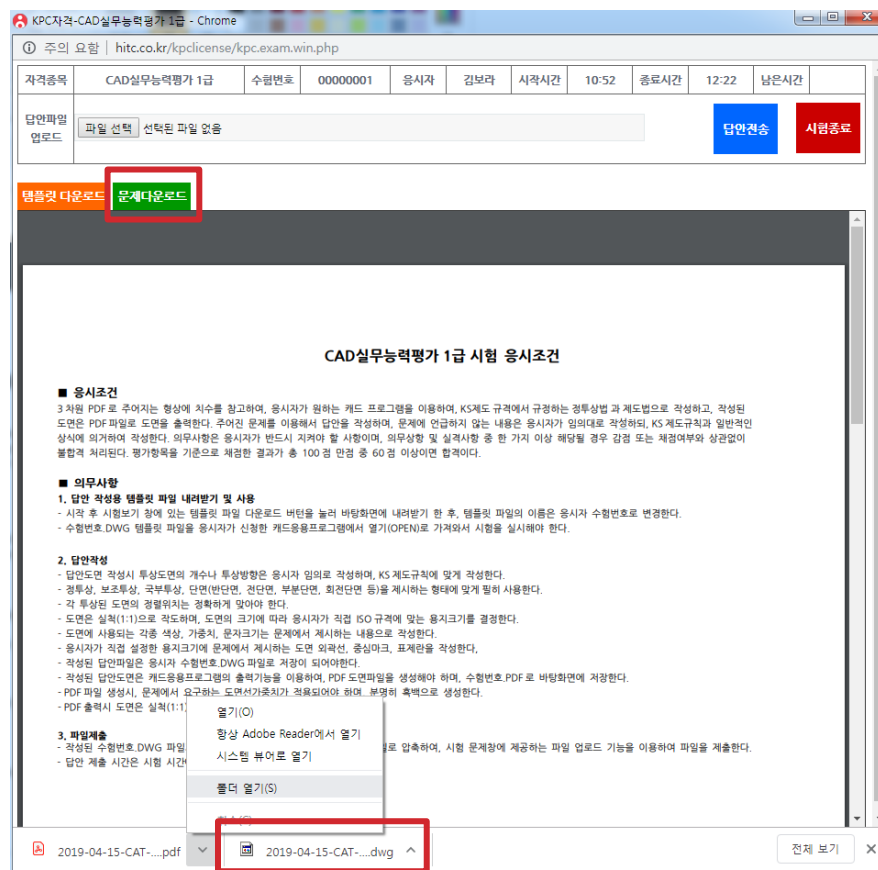 KPC자격-CAD실무능력평가 1급 - Chrome
주의 요함 | hitc.co.kr/kpclicense/kpc.exam.win.php
자격종목 CAD실무능력평가 1급 수험번호 00000001 응시자 김보라 시작시간 10:52 종료시간 12:22 남은시간
답안파일 업로드 파일 선택 선택된 파일 없음 답안전송 시험종료
템플릿 다운로드 문제다운로드
CAD실무능력평가 1급 시험 응시조건
■ 응시조건
3차원 PDF로 주어지는 형상에 치수를 참고하여, 응시자가 원하는 캐드 프로그램을 이용하여, KS제도 규격에서 규정하는 정투상법 과 제도법으로 작성하고, 작성된
도면은 PDF파일로 도면을 출력한다. 주어진 문제를 이용해서 답안을 작성하며, 문제에 언급하지 않는 내용은 응시자가 임의대로 작성하되, KS 제도규칙과 일반적인
상식에 의거하여 작성한다. 의무사항은 응시자가 반드시 지켜야 할 사항이며, 의무상항 및 실격사항 중 한 가지 이상 해당될 경우 감점 또는 채점여부와 상관없이
불합격 처리된다. 평가항목을 기준으로 채점한 결과가 총 100점 만점 중 60점 이상이면 합격이다.
■ 의무사항
1. 답안 작성용 템플릿 파일 내려받기 및 사용
- 시작 후 시험보기 창에 있는 템플릿 파일 다운로드 버턴을 눌러 바탕화면에 내려받기 한 후, 템플릿 파일의 이름은 응시자 수험번호로 변경한다.
- 수험번호.DWG 템플릿 파일을 응시자가 신청한 캐드응용프로그램에서 열기(OPEN)로 가져와서 시험을 실시해야 한다.
2. 답안작성
- 답안도면 작성시 투상도면의 개수나 투상방향은 응시자 임의로 작성하며, KS 제도규칙에 맞게 작성한다.
- 정투상, 보조투상, 국부투상, 단면(반단면, 전단면, 부분단면, 회전단면 등)을 제시하는 형태에 맞게 필히 사용한다.
- 각 투상된 도면의 정렬위치는 정확하게 맞아야 한다.
- 도면은 실척(1:1)으로 작도하며, 도면의 크기에 따라 응시자가 직접 ISO 규격에 맞는 용지크기를 결정한다.
- 도면에 사용되는 각종 색상, 가중치, 문자크기는 문제에서 제시하는 내용으로 작성한다.
- 응시자가 직접 설정한 용지크기에 문제에서 제시하는 도면 외곽선, 중심마크, 표제란을 작성한다,
- 작성된 답안파일은 응시자 수험번호.DWG 파일로 저장이 되어야한다.
- 작성된 답안도면은 캐드응용프로그램의 출력기능을 이용하여, PDF 도면파일을 생성해야 하며, 수험번호.PDF 로 바탕화면에 저장한다.
- PDF 파일 생성시, 문제에서 요구하는 도면선가중치가 적용되어야 하며, 분명히 흑백으로 생성한다.
- PDF 출력시 도면은 실척(1:1)
열기(O)
항상 Adobe Reader에서 열기
시스템 뷰어로 열기
폴더 열기(S)
3. 파일제출
- 작성된 수험번호.DWG 파일 로 압축하여, 시험 문제창에 제공하는 파일 업로드 기능을 이용하여 파일을 제출한다.
- 답안 제출 시간은 시험 시간
2019-04-15-CAT-....pdf 2019-04-15-CAT-....dwg 전체 보기